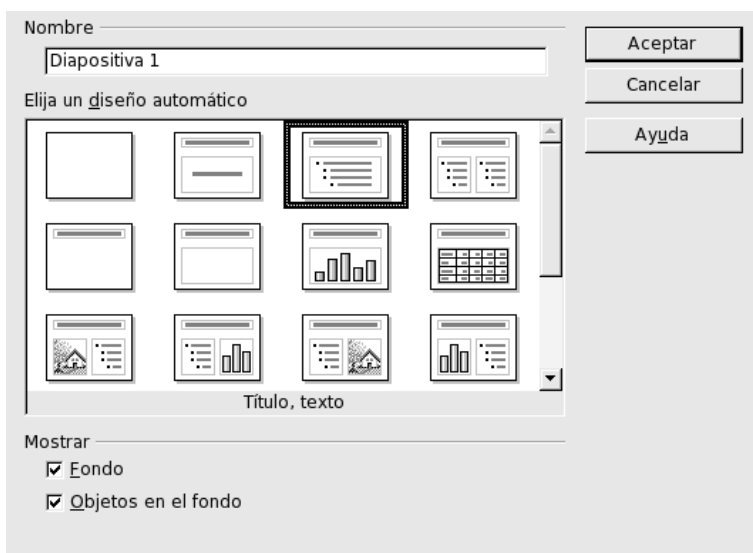 Nombre
Diapositiva 1
Elija un diseño automático
Título, texto
Mostrar
Fondo
Objetos en el fondo
Aceptar
Cancelar
Ayuda